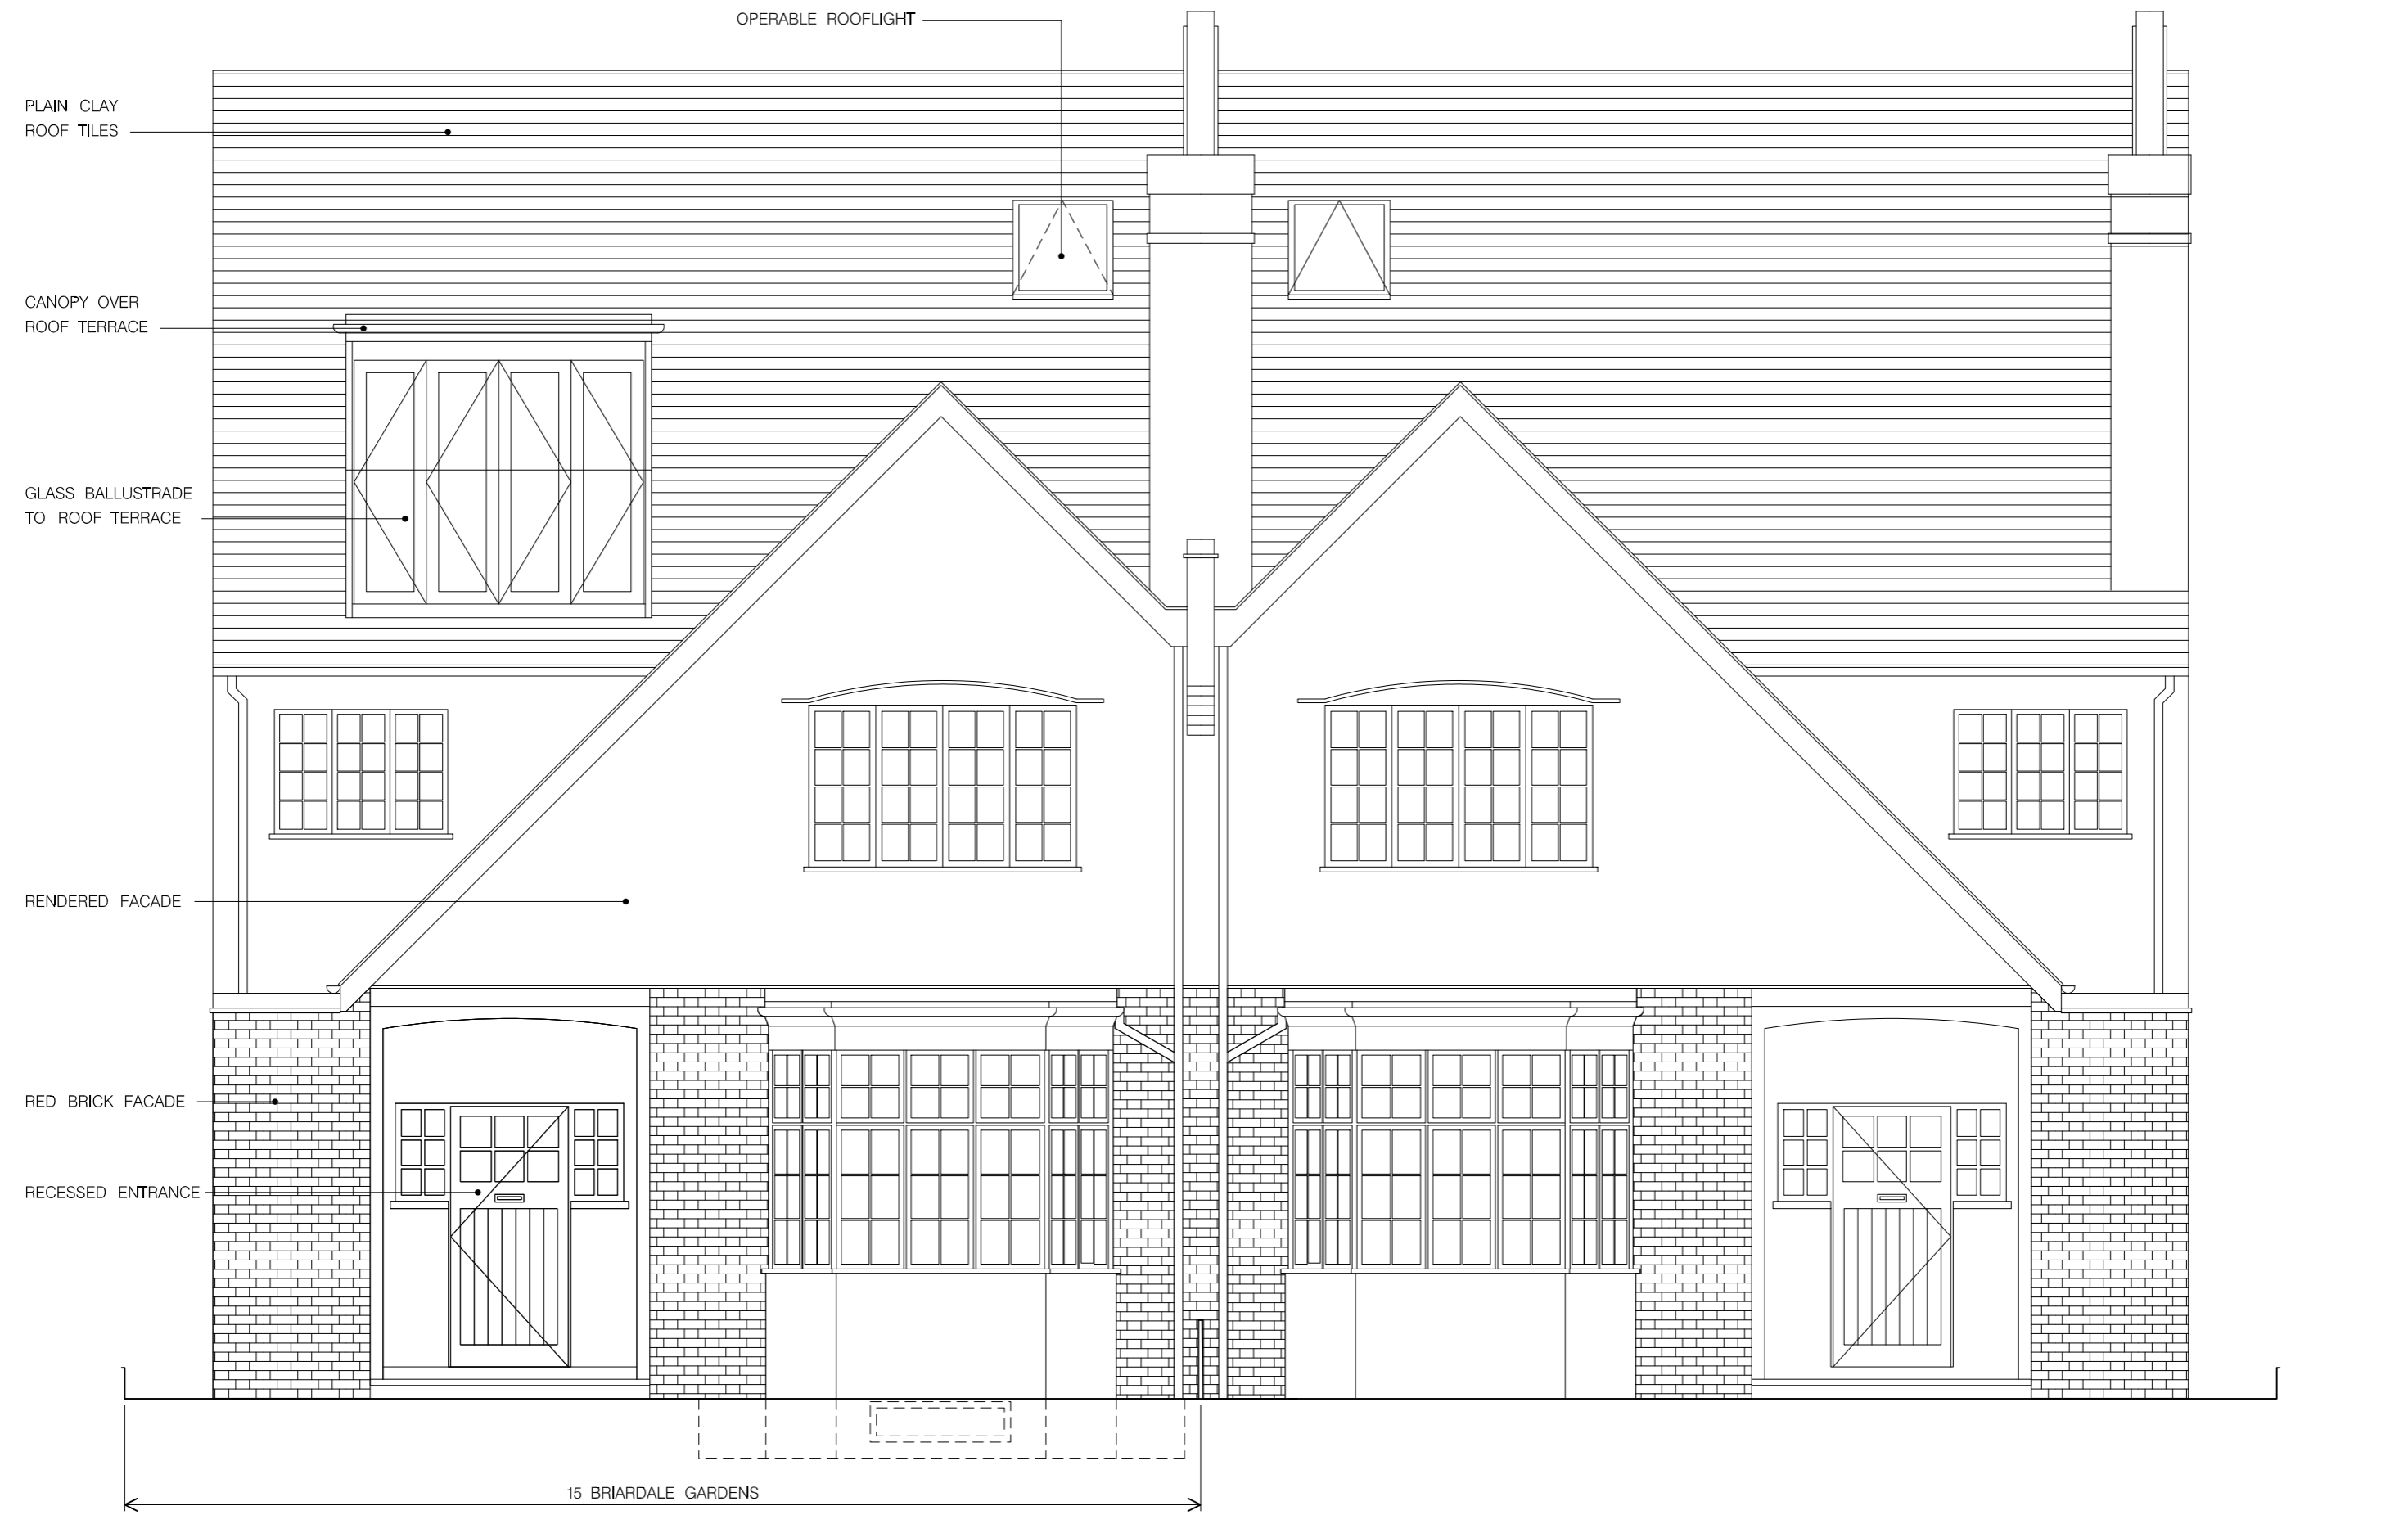 OPERABLE ROOFLIGHT
PLAIN CLAY
ROOF TILES
CANOPY OVER
ROOF TERRACE
GLASS BALLUSTRADE
TO ROOF TERRACE
RENDERED FACADE
RED BRICK FACADE
RECESSED ENTRANCE
15 BRIARDALE GARDENS